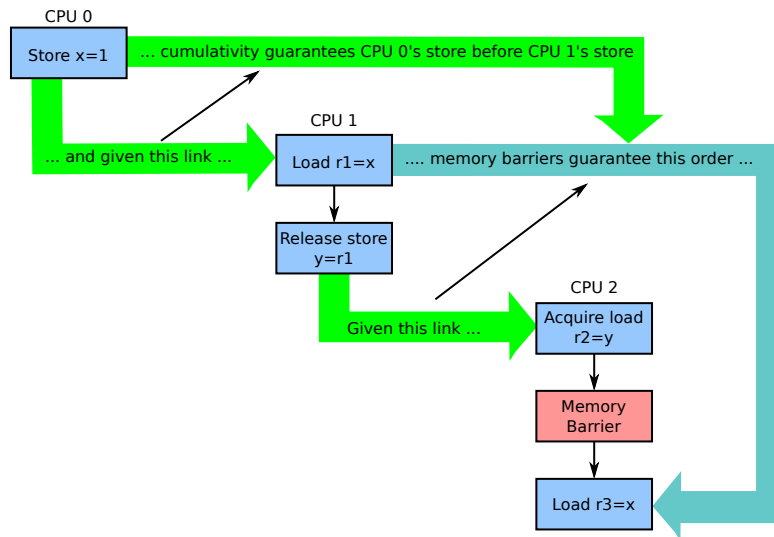 CPU 0
Store x=1
... cumulativity guarantees CPU 0's store before CPU 1's store
CPU 1
... and given this link ...
Load r1=x
.... memory barriers guarantee this order ...
Release store
y=r1
CPU 2
Given this link ...
Acquire load
r2=y
Memory
Barrier
Load r3=x